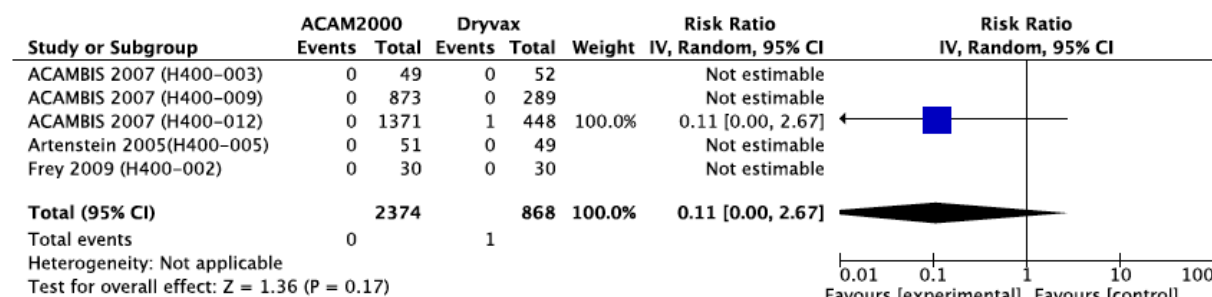 ACAM2000 Dryvax Risk Ratio Risk Ratio
Study or Subgroup Events Total Events Total Weight IV, Random, 95% CI IV, Random, 95% CI
ACAMBIS 2007 (H400-003) 0 49 0 52 Not estimable
ACAMBIS 2007 (H400-009) 0 873 0 289 Not estimable
ACAMBIS 2007 (H400-012) 0 1371 1 448 100.0% 0.11 [0.00, 2.67]
Artenstein 2005(H400-005) 0 51 0 49 Not estimable
Frey 2009 (H400-002) 0 30 0 30 Not estimable
Total (95% CI) 2374 868 100.0% 0.11 [0.00, 2.67]
Total events 0 1
Heterogeneity: Not applicable
Test for overall effect: Z = 1.36 (P = 0.17)
0.01 0.1 1 10 100
Favours [experimental] Favours [control]